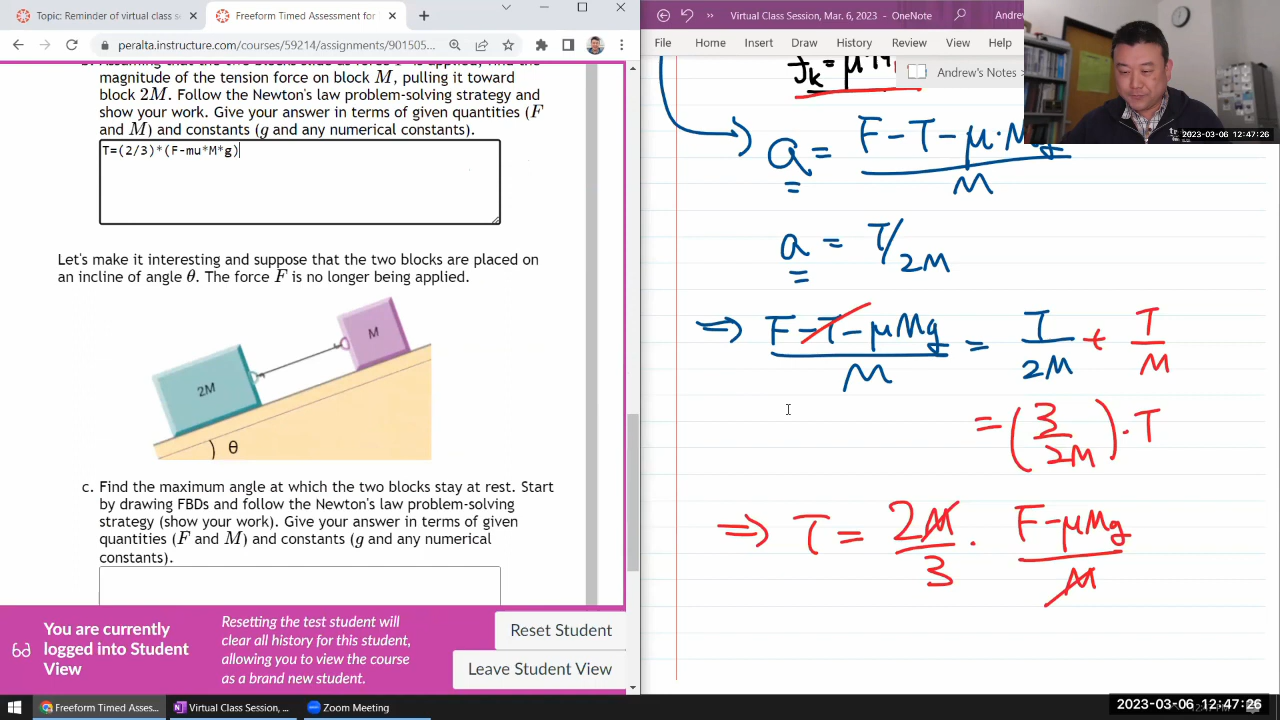 Topic: Reminder of virtual class s
Freeform Timed Assessment for
peralta.instructure.com/courses/59214/assignments/901505...
magnitude of the tension force on block M, pulling it toward
block 2M. Follow the Newton's law problem-solving strategy and
show your work. Give your answer in terms of given quantities (F
and M) and constants (g and any numerical constants).
T=(2/3)*(F-mu*M*g)
Let's make it interesting and suppose that the two blocks are placed on
an incline of angle θ. The force F is no longer being applied.
M
2M
θ
c. Find the maximum angle at which the two blocks stay at rest. Start
by drawing FBDs and follow the Newton's law problem-solving
strategy (show your work). Give your answer in terms of given
quantities (F and M) and constants (g and any numerical
constants).
You are currently
logged into Student
View
Resetting the test student will
clear all history for this student,
allowing you to view the course
as a brand new student.
Reset Student
Leave Student View
Virtual Class Session, Mar. 6, 2023 - OneNote
Andre
File Home Insert Draw History Review View H
Andrew's Notes >
a = F-T-μ·Mg / M
a = T/2M
⇒ F-T-μMg / M = T/2M + T/M
= (3/2M)·T
⇒ T = 2M/3 · F-μMg / M
2023-03-06 12:47:26
Freeform Timed Asses...
Virtual Class Session, ...
Zoom Meeting
2023-03-06 12:47:26